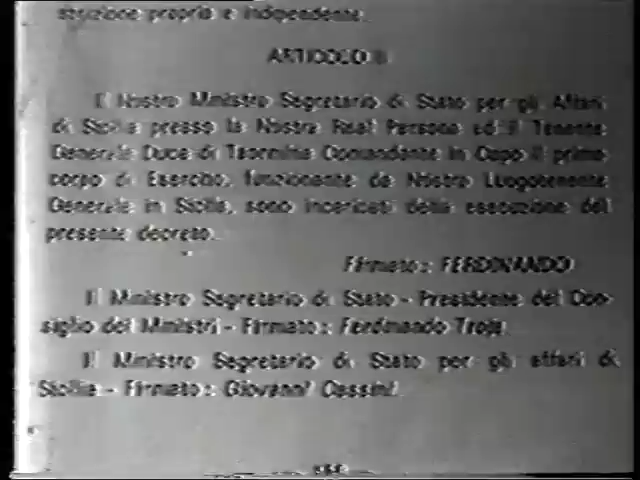 stazione propria e indipendente.
ARTICOLO
Il Nostro Ministro Segretario di Stato per gli Affari
di Sicilia presso la Nostra Real Persona ed il Tenente
Generale Duca di Taormina Comandante in Capo il primo
corpo di Esercito, funzionante da Nostro Luogotenente
Generale in Sicilia, sono incaricati della esecuzione del
presente decreto.
Firmato: FERDINANDO
Il Ministro Segretario di Stato - Presidente del Con-
siglio dei Ministri - Firmato: Ferdinando Troja
Il Ministro Segretario di Stato per gli affari di
Sicilia - Firmato: Giovanni Cassini.